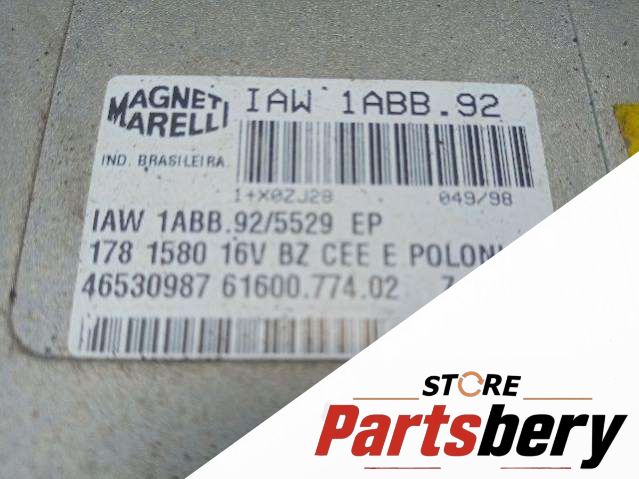 MAGNETI MARELLI
IAW 1ABB.92
IND. BRASILEIRA
1+X0ZJ28
049/98
IAW 1ABB.92/5529 EP
178 1580 16V BZ CEE E POLONI
46530987 61600.774.02 7
STORE
Partsbery